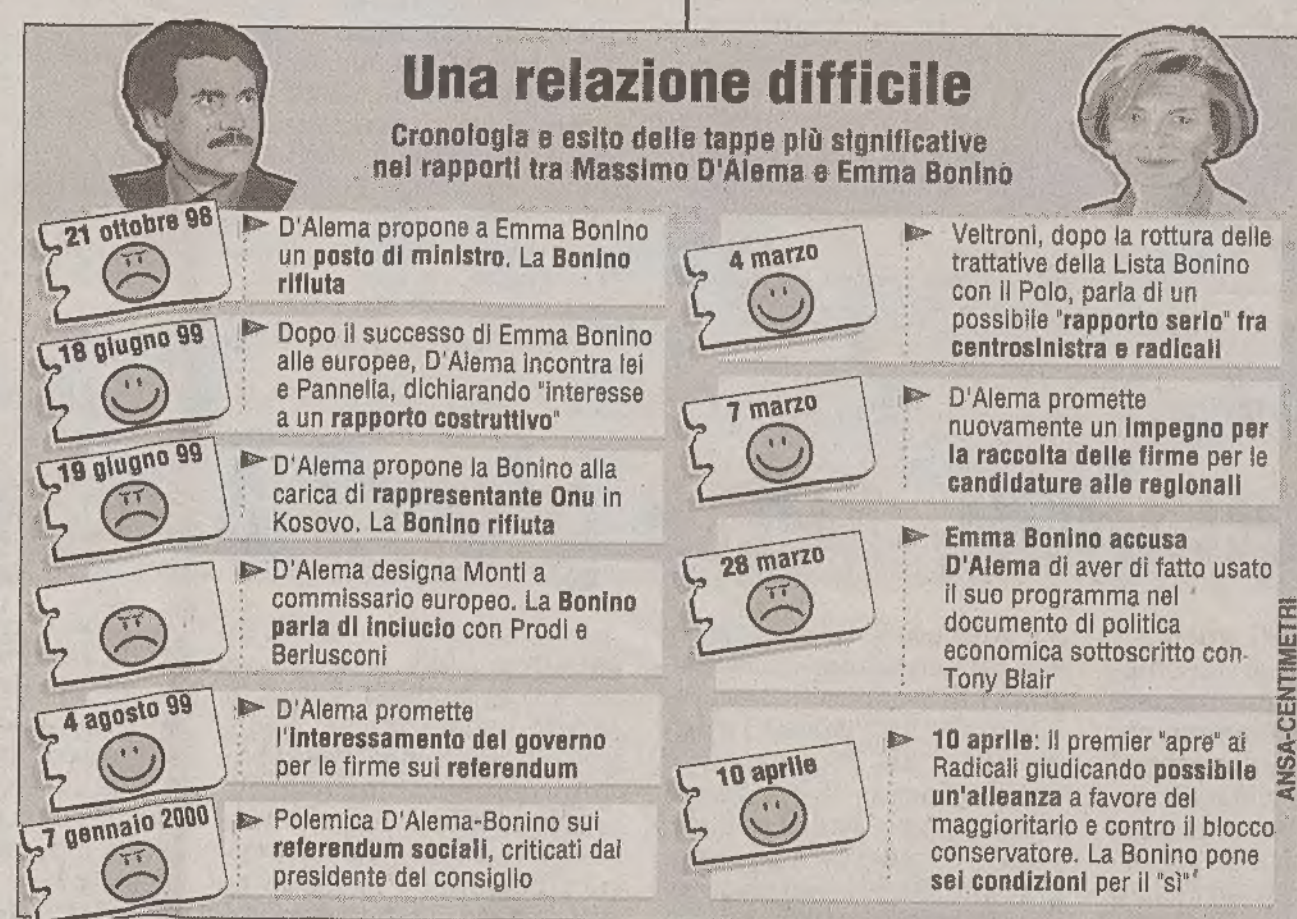 Una relazione difficile
Cronologia e esito delle tappe più significative
nei rapporti tra Massimo D'Alema e Emma Bonino
21 ottobre 98
D'Alema propone a Emma Bonino
un posto di ministro. La Bonino
rifiuta
18 giugno 99
Dopo il successo di Emma Bonino
alle europee, D'Alema incontra lei
e Pannella, dichiarando "interesse
a un rapporto costruttivo"
19 giugno 99
D'Alema propone la Bonino alla
carica di rappresentante Onu in
Kosovo. La Bonino rifiuta
D'Alema designa Monti a
commissario europeo. La Bonino
parla di inciucio con Prodi e
Berlusconi
4 agosto 99
D'Alema promette
l'interessamento del governo
per le firme sui referendum
7 gennaio 2000
Polemica D'Alema-Bonino sui
referendum sociali, criticati dal
presidente del consiglio
4 marzo
Veltroni, dopo la rottura delle
trattative della Lista Bonino
con il Polo, parla di un
possibile "rapporto serio" fra
centrosinistra e radicali
7 marzo
D'Alema promette
nuovamente un impegno per
la raccolta delle firme per le
candidature alle regionali
28 marzo
Emma Bonino accusa
D'Alema di aver di fatto usato
il suo programma nel
documento di politica
economica sottoscritto con
Tony Blair
10 aprile
10 aprile: il premier "apre" ai
Radicali giudicando possibile
un'alleanza a favore del
maggioritario e contro il blocco
conservatore. La Bonino pone
sei condizioni per il "sì"
ANSA-CENTIMETRI